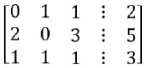 0 1 1 ⋮ 2
2 0 3 ⋮ 5
1 1 1 ⋮ 3